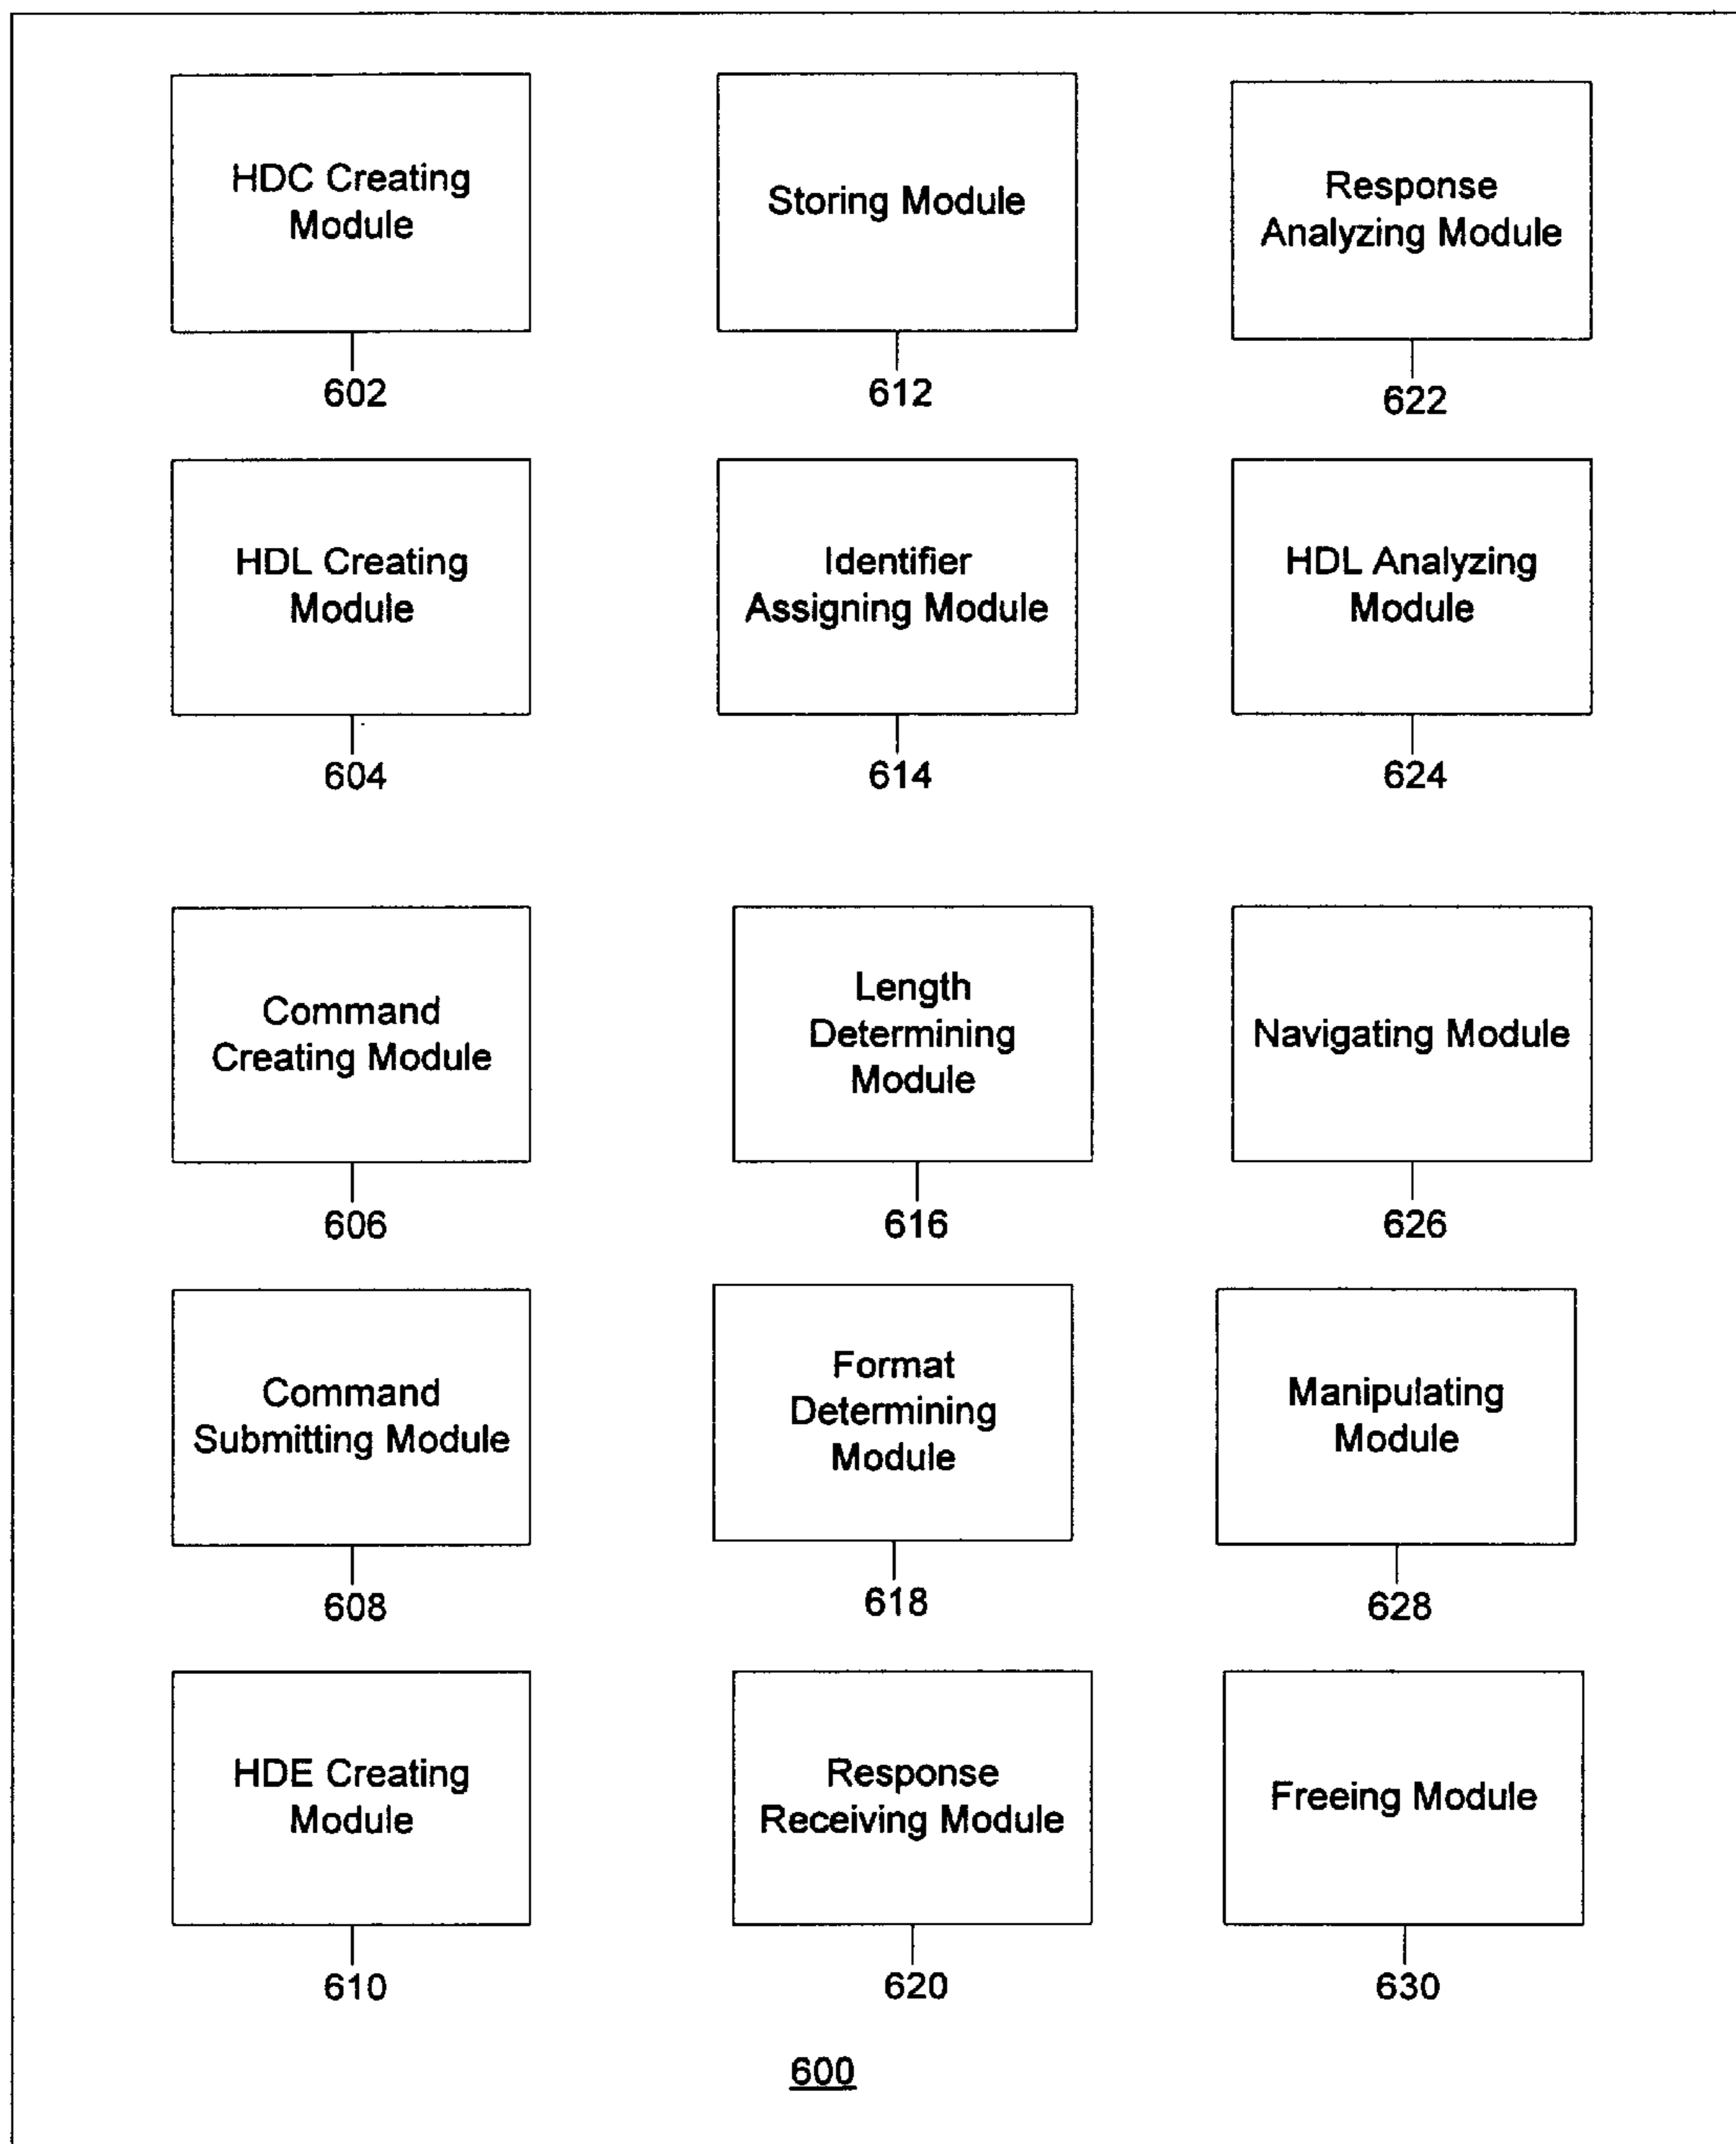 HDC Creating
Module
602
Storing Module
612
Response
Analyzing Module
622
HDL Creating
Module
604
Identifier
Assigning Module
614
HDL Analyzing
Module
624
Command
Creating Module
606
Length
Determining
Module
616
Navigating Module
626
Command
Submitting Module
608
Format
Determining
Module
618
Manipulating
Module
628
HDE Creating
Module
610
Response
Receiving Module
620
Freeing Module
630
600